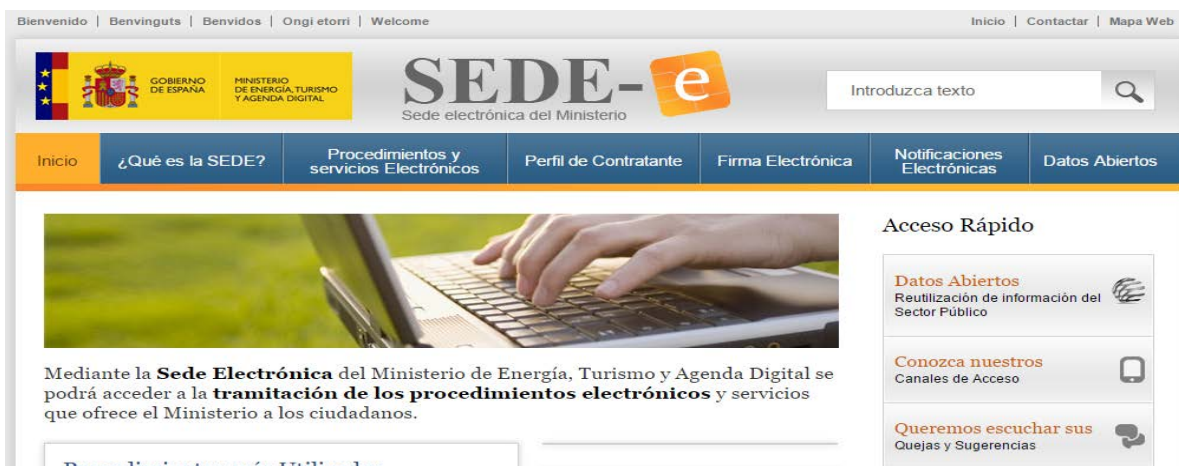 Bienvenido | Benvinguts | Benvidos | Ongi etorri | Welcome
Inicio | Contactar | Mapa Web
GOBIERNO
DE ESPAÑA
MINISTERIO
DE ENERGÍA, TURISMO
Y AGENDA DIGITAL
SEDE-e
Sede electrónica del Ministerio
Introduzca texto
Inicio
¿Qué es la SEDE?
Procedimientos y
servicios Electrónicos
Perfil de Contratante
Firma Electrónica
Notificaciones
Electrónicas
Datos Abiertos
Mediante la Sede Electrónica del Ministerio de Energía, Turismo y Agenda Digital se
podrá acceder a la tramitación de los procedimientos electrónicos y servicios
que ofrece el Ministerio a los ciudadanos.
Acceso Rápido
Datos Abiertos
Reutilización de información del
Sector Público
Conozca nuestros
Canales de Acceso
Queremos escuchar sus
Quejas y Sugerencias